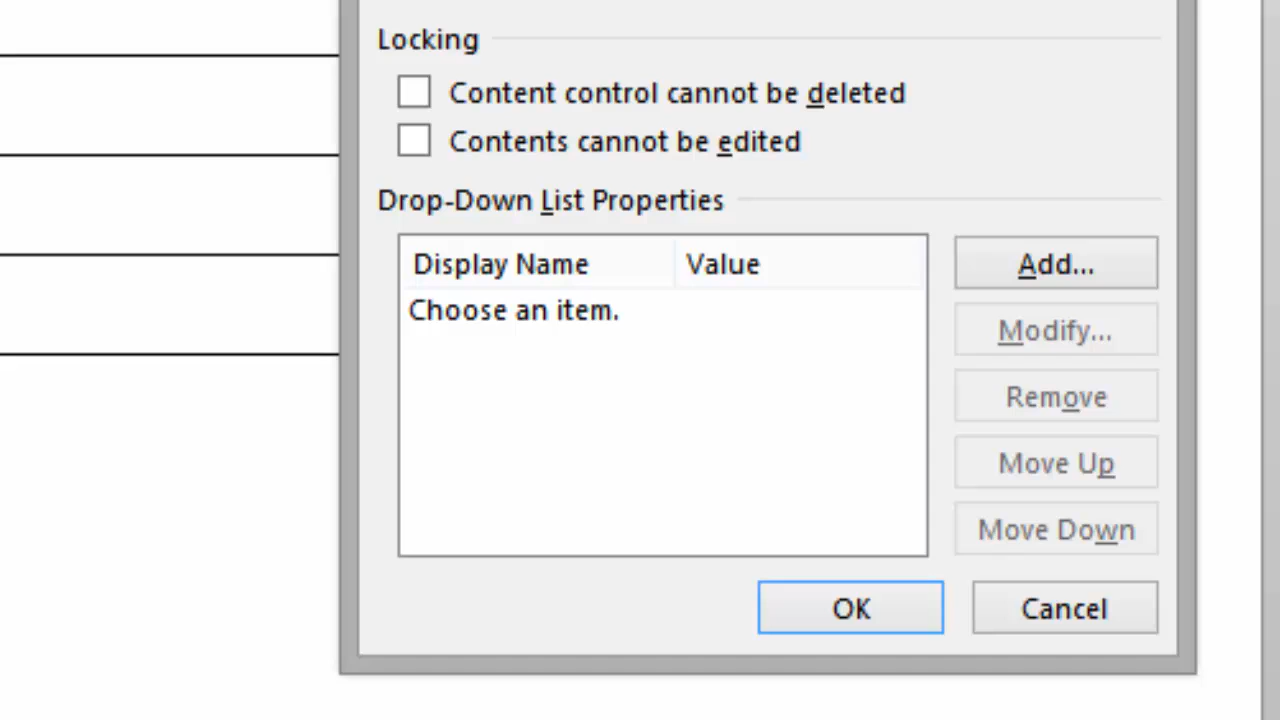 Locking
Content control cannot be deleted
Contents cannot be edited
Drop-Down List Properties
Display Name Value
Choose an item.
Add...
Modify...
Remove
Move Up
Move Down
OK Cancel